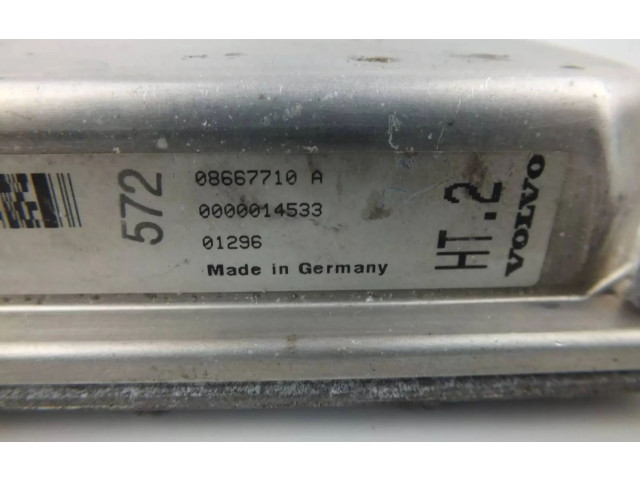 572
08667710 A
0000014533
01296
Made in Germany
HT.2
VOLVO